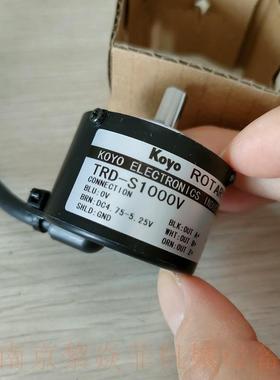 Koyo ROTAR
KOYO ELECTRONICS
TRD-S1000V
CONNECTION
BLU:0V
BRN:DC4.75-5.25V
SHLD:GND
BLK:OUT A
WHT:OUT B
ORN:OUT Z